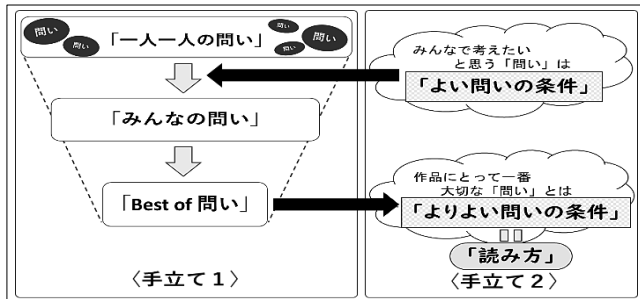 問い
問い
問い
問い
「一人一人の問い」
「みんなの問い」
「Best of 問い」
〈手立て1〉
みんなで考えたい
と思う「問い」は
「よい問いの条件」
作品にとって一番
大切な「問い」とは
「よりよい問いの条件」
「読み方」
〈手立て2〉